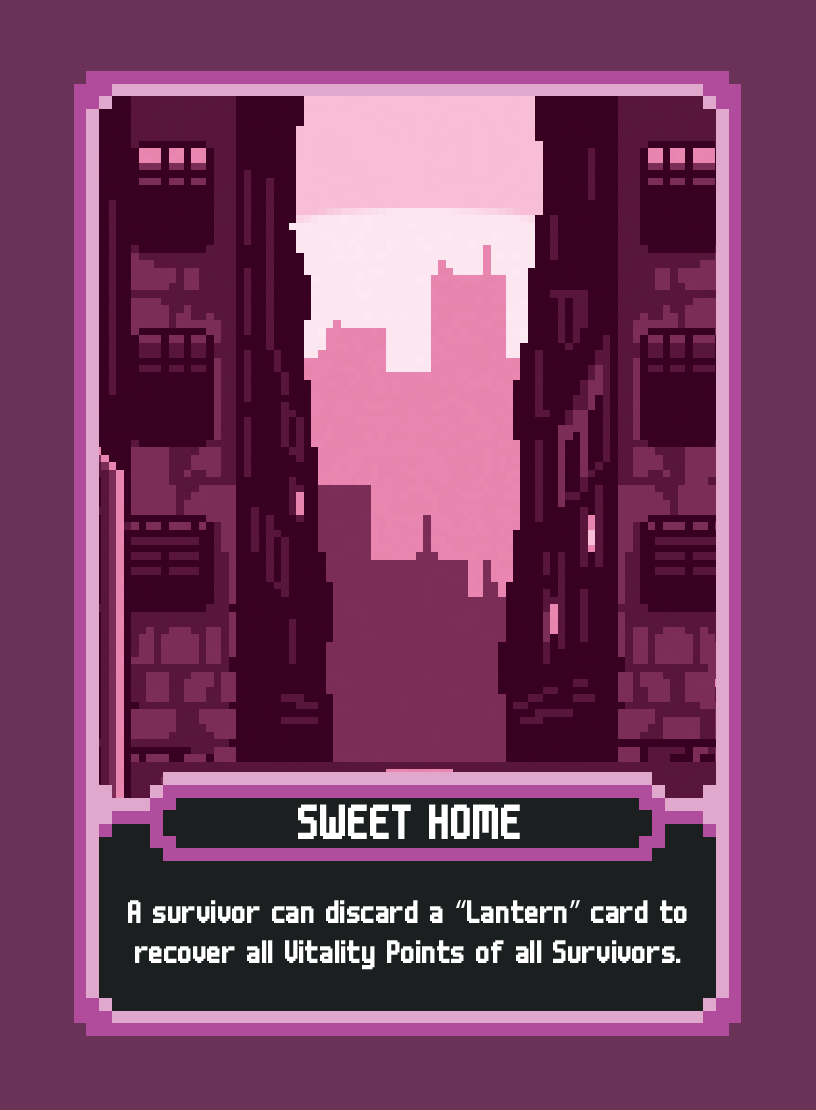 SWEET HOME
A survivor can discard a “Lantern” card to
recover all Vitality Points of all Survivors.